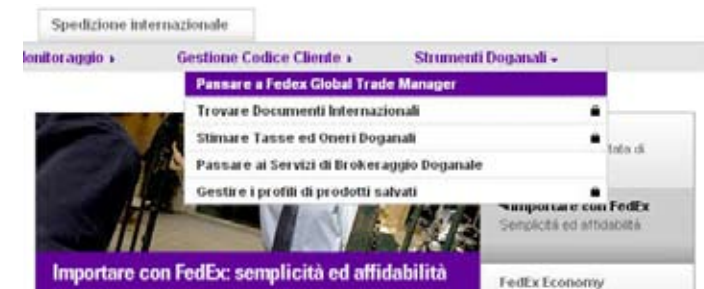 Spedizione internazionale
Monitoraggio
Gestione Codice Cliente
Strumenti Doganali
Passare a Fedex Global Trade Manager
Trovare Documenti Internazionali
Stimare Tasse ed Oneri Doganali
Passare ai Servizi di Brokeraggio Doganale
Gestire i profili di prodotti salvati
di
Importare con FedEx
Semplicità ed affidabilità
Importare con FedEx: semplicità ed affidabilità
FedEx Economy